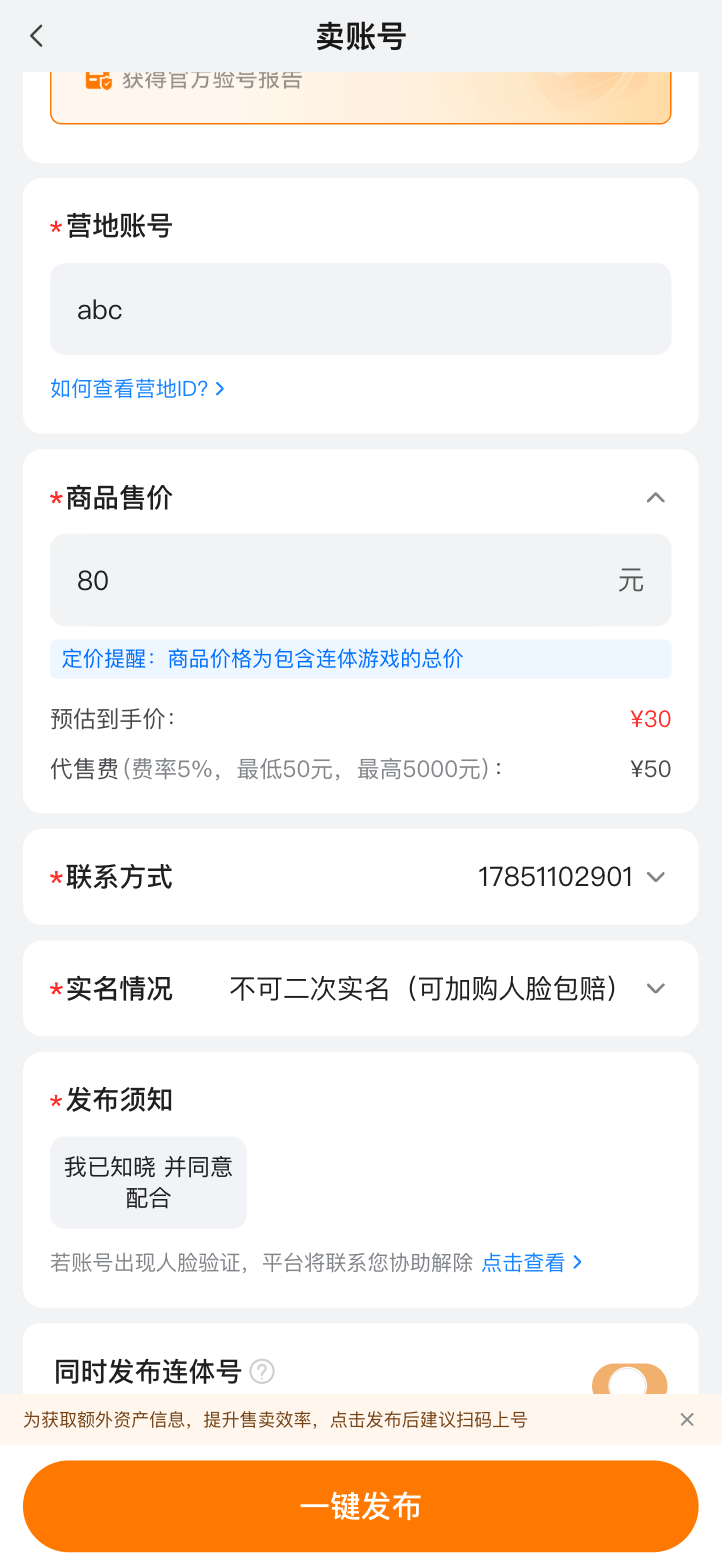 卖账号
获得官方验号报告
*营地账号
abc
如何查看营地ID?
*商品售价
80 元
定价提醒：商品价格为包含连体游戏的总价
预估到手价： ¥30
代售费(费率5%，最低50元，最高5000元)： ¥50
*联系方式 17851102901
*实名情况 不可二次实名（可加购人脸包赔）
*发布须知
我已知晓 并同意
配合
若账号出现人脸验证，平台将联系您协助解除 点击查看
同时发布连体号 ?
为获取额外资产信息，提升售卖效率，点击发布后建议扫码上号
一键发布